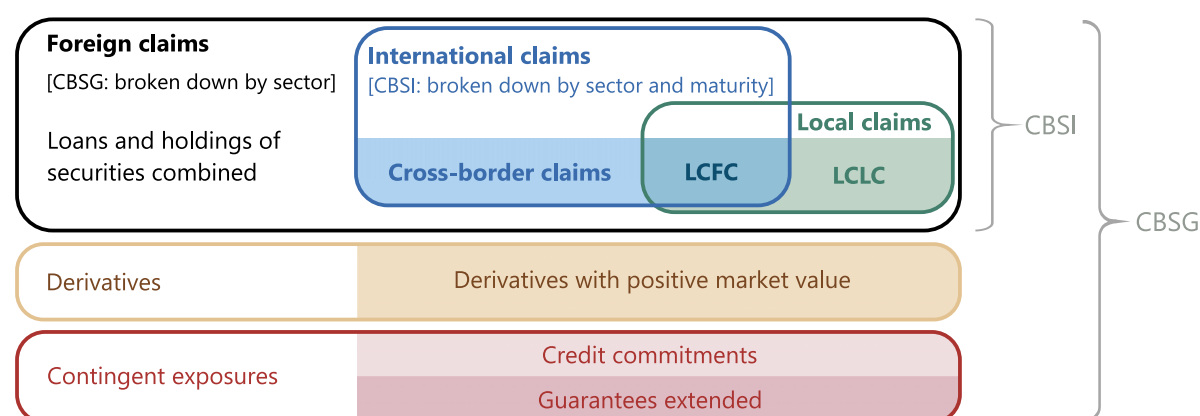 Foreign claims
[CBSG: broken down by sector]
Loans and holdings of
securities combined
International claims
[CBSI: broken down by sector and maturity]
Local claims
Cross-border claims
LCFC
LCLC
CBSI
CBSG
Derivatives
Derivatives with positive market value
Contingent exposures
Credit commitments
Guarantees extended